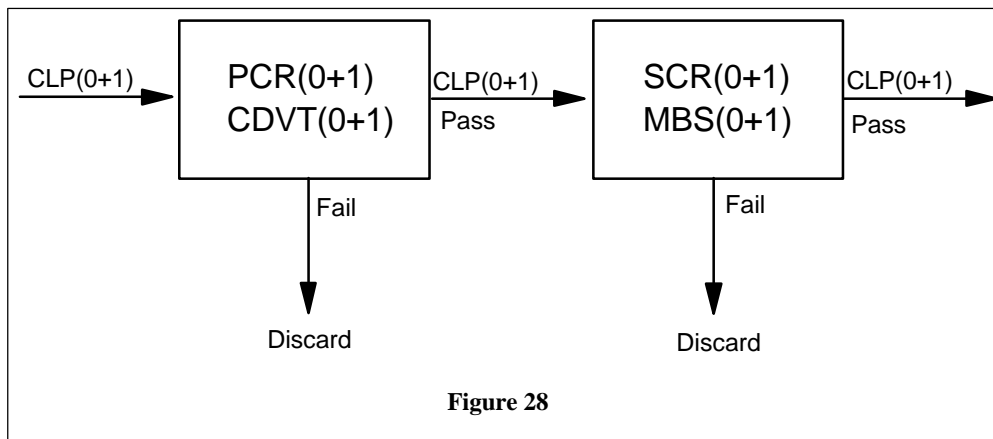 CLP(0+1)
PCR(0+1)
CDVT(0+1)
CLP(0+1)
Pass
SCR(0+1)
MBS(0+1)
CLP(0+1)
Pass
Fail
Fail
Discard
Discard
Figure 28